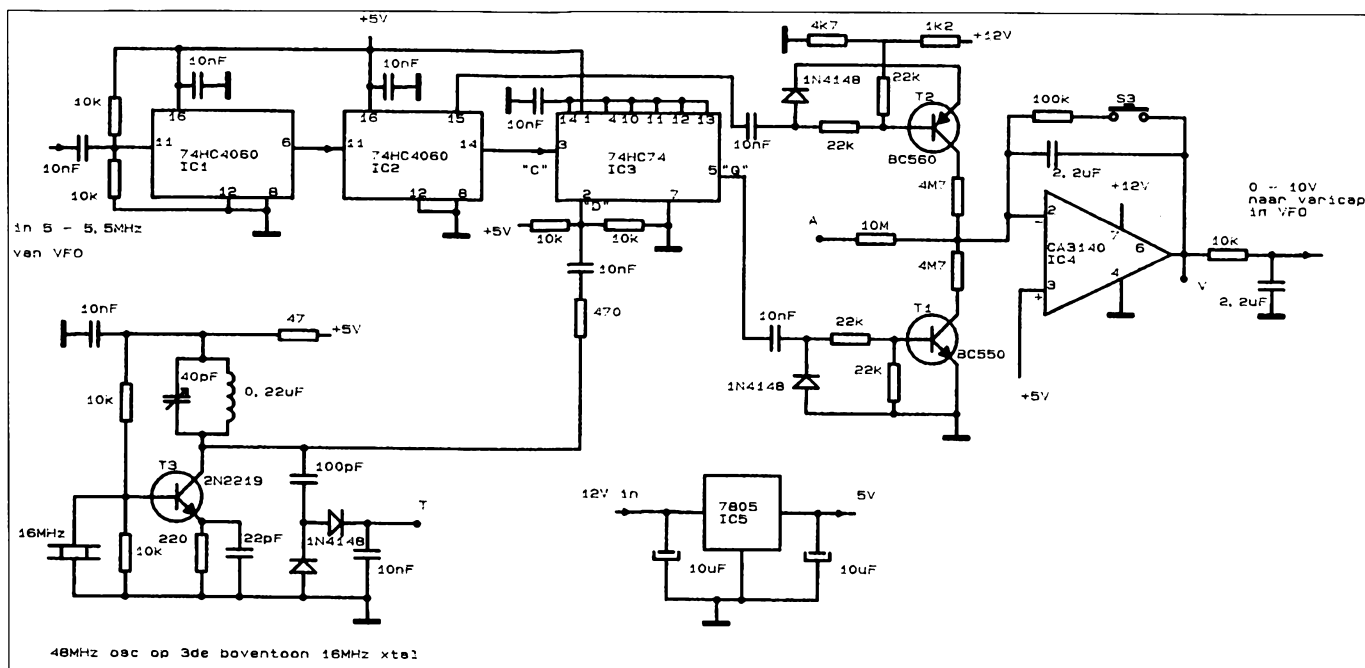 +5V
4k7
1k2
+12V
10nF
10nF
1N4148
22k
T2
10k
16
16
15
10nF
14 1 4 10 11 12 13
100k
S3
11
6
11
14
3
10nF
22k
BC560
10nF
74HC4060
IC1
74HC4060
IC2
"C"
74HC74
IC3
5 "Q"
2,2uF
10k
12
8
12
8
2
"D"
7
4M7
+12V
0 - 10V
naar varicap
in VFO
in 5 - 5,5MHz
van VFO
+5V
10k
10k
A
10M
2
-
7
CA3140
IC4
6
10k
10nF
4M7
3
+
4
V
2,2uF
10nF
47
+5V
470
10nF
22k
T1
BC550
40pF
0,22uF
10k
1N4148
22k
+5V
T3
2N2219
100pF
T
12V in
7805
IC5
5V
16MHz
10k
220
22pF
1N4148
10nF
10uF
10uF
48MHz osc op 3de boventoon 16MHz xtal